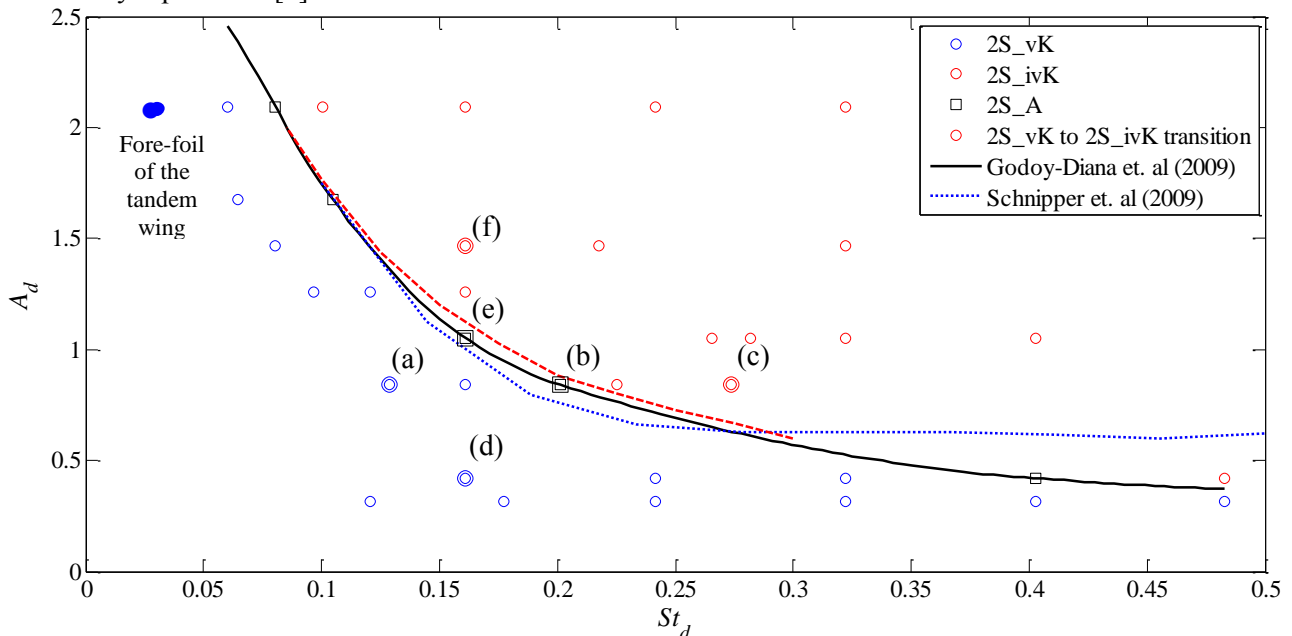 2.5
2
1.5
1
0.5
0
A_d
0
0.05
0.1
0.15
0.2
0.25
0.3
0.35
0.4
0.45
0.5
St_d
Fore-foil
of the
tandem
wing
(a)
(b)
(c)
(d)
(e)
(f)
2S_vK
2S_ivK
2S_A
2S_vK to 2S_ivK transition
Godoy-Diana et. al (2009)
Schnipper et. al (2009)